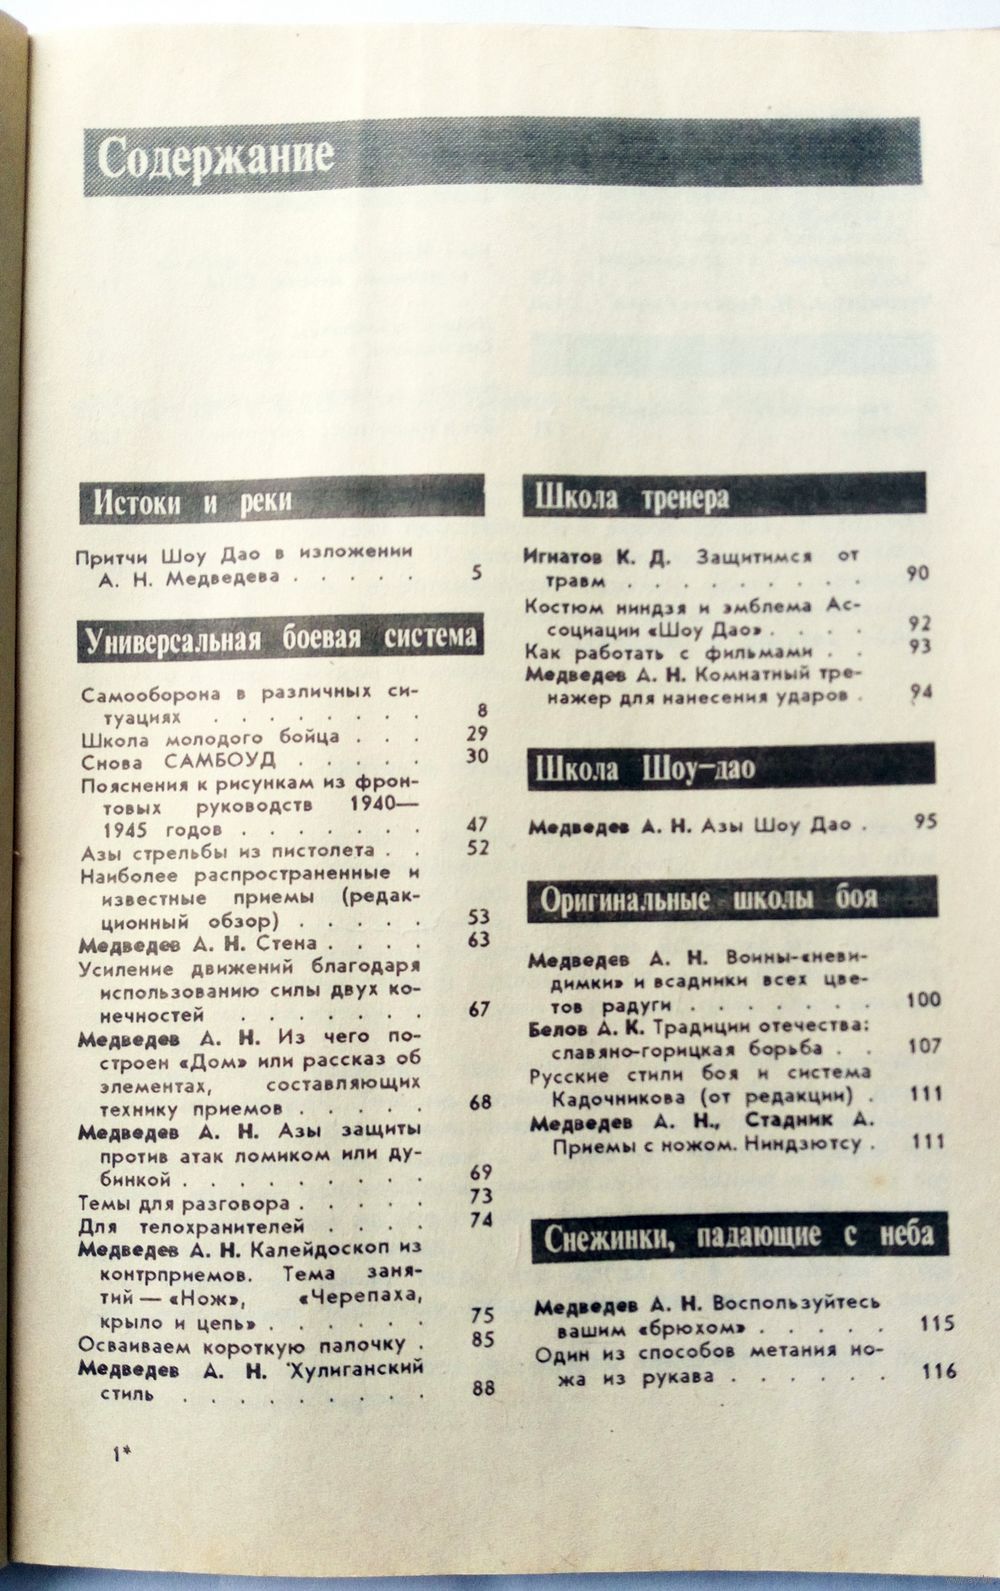 Содержание
Истоки и реки
Притчи Шоу Дао в изложении
А. Н. Медведева . . . . . 5
Универсальная боевая система
Самооборона в различных си-
туациях . . . . . . . . 8
Школа молодого бойца . . . 29
Снова САМБОУД . . . . . 30
Пояснения к рисункам из фрон-
товых руководств 1940—
1945 годов . . . . . . . 47
Азы стрельбы из пистолета . . 52
Наиболее распространенные и
известные приемы (редак-
ционный обзор) . . . . . 53
Медведев А. Н. Стена . . . . 63
Усиление движений благодаря
использованию силы двух ко-
нечностей . . . . . . . 67
Медведев А. Н. Из чего по-
строен «Дом» или рассказ об
элементах, составляющих
технику приемов . . . . . 68
Медведев А. Н. Азы защиты
против атак ломиком или ду-
бинкой . . . . . . . . . 69
Темы для разговора . . . . . 73
Для телохранителей . . . . 74
Медведев А. Н. Калейдоскоп из
контрприемов. Тема заня-
тий — «Нож», «Черепаха,
крыло и цепь» . . . . . . 75
Осваиваем короткую палочку . 85
Медведев А. Н. Хулиганский
стиль . . . . . . . . . 88
1*
Школа тренера
Игнатов К. Д. Защитимся от
травм . . . . . . . . . 90
Костюм ниндзя и эмблема Ас-
социации «Шоу Дао» . . . . 92
Как работать с фильмами . . 93
Медведев А. Н. Комнатный тре-
нажер для нанесения ударов . 94
Школа Шоу-дао
Медведев А. Н. Азы Шоу Дао . 95
Оригинальные школы боя
Медведев А. Н. Воины-«неви-
димки» и всадники всех цве-
тов радуги . . . . . . . 100
Белов А. К. Традиции отечества:
славяно-горицкая борьба . . 107
Русские стили боя и система
Кадочникова (от редакции) . 111
Медведев А. Н., Стадник А.
Приемы с ножом. Ниндзютсу . 111
Снежинки, падающие с неба
Медведев А. Н. Воспользуйтесь
вашим «брюхом» . . . . . 115
Один из способов метания но-
жа из рукава . . . . . . 116